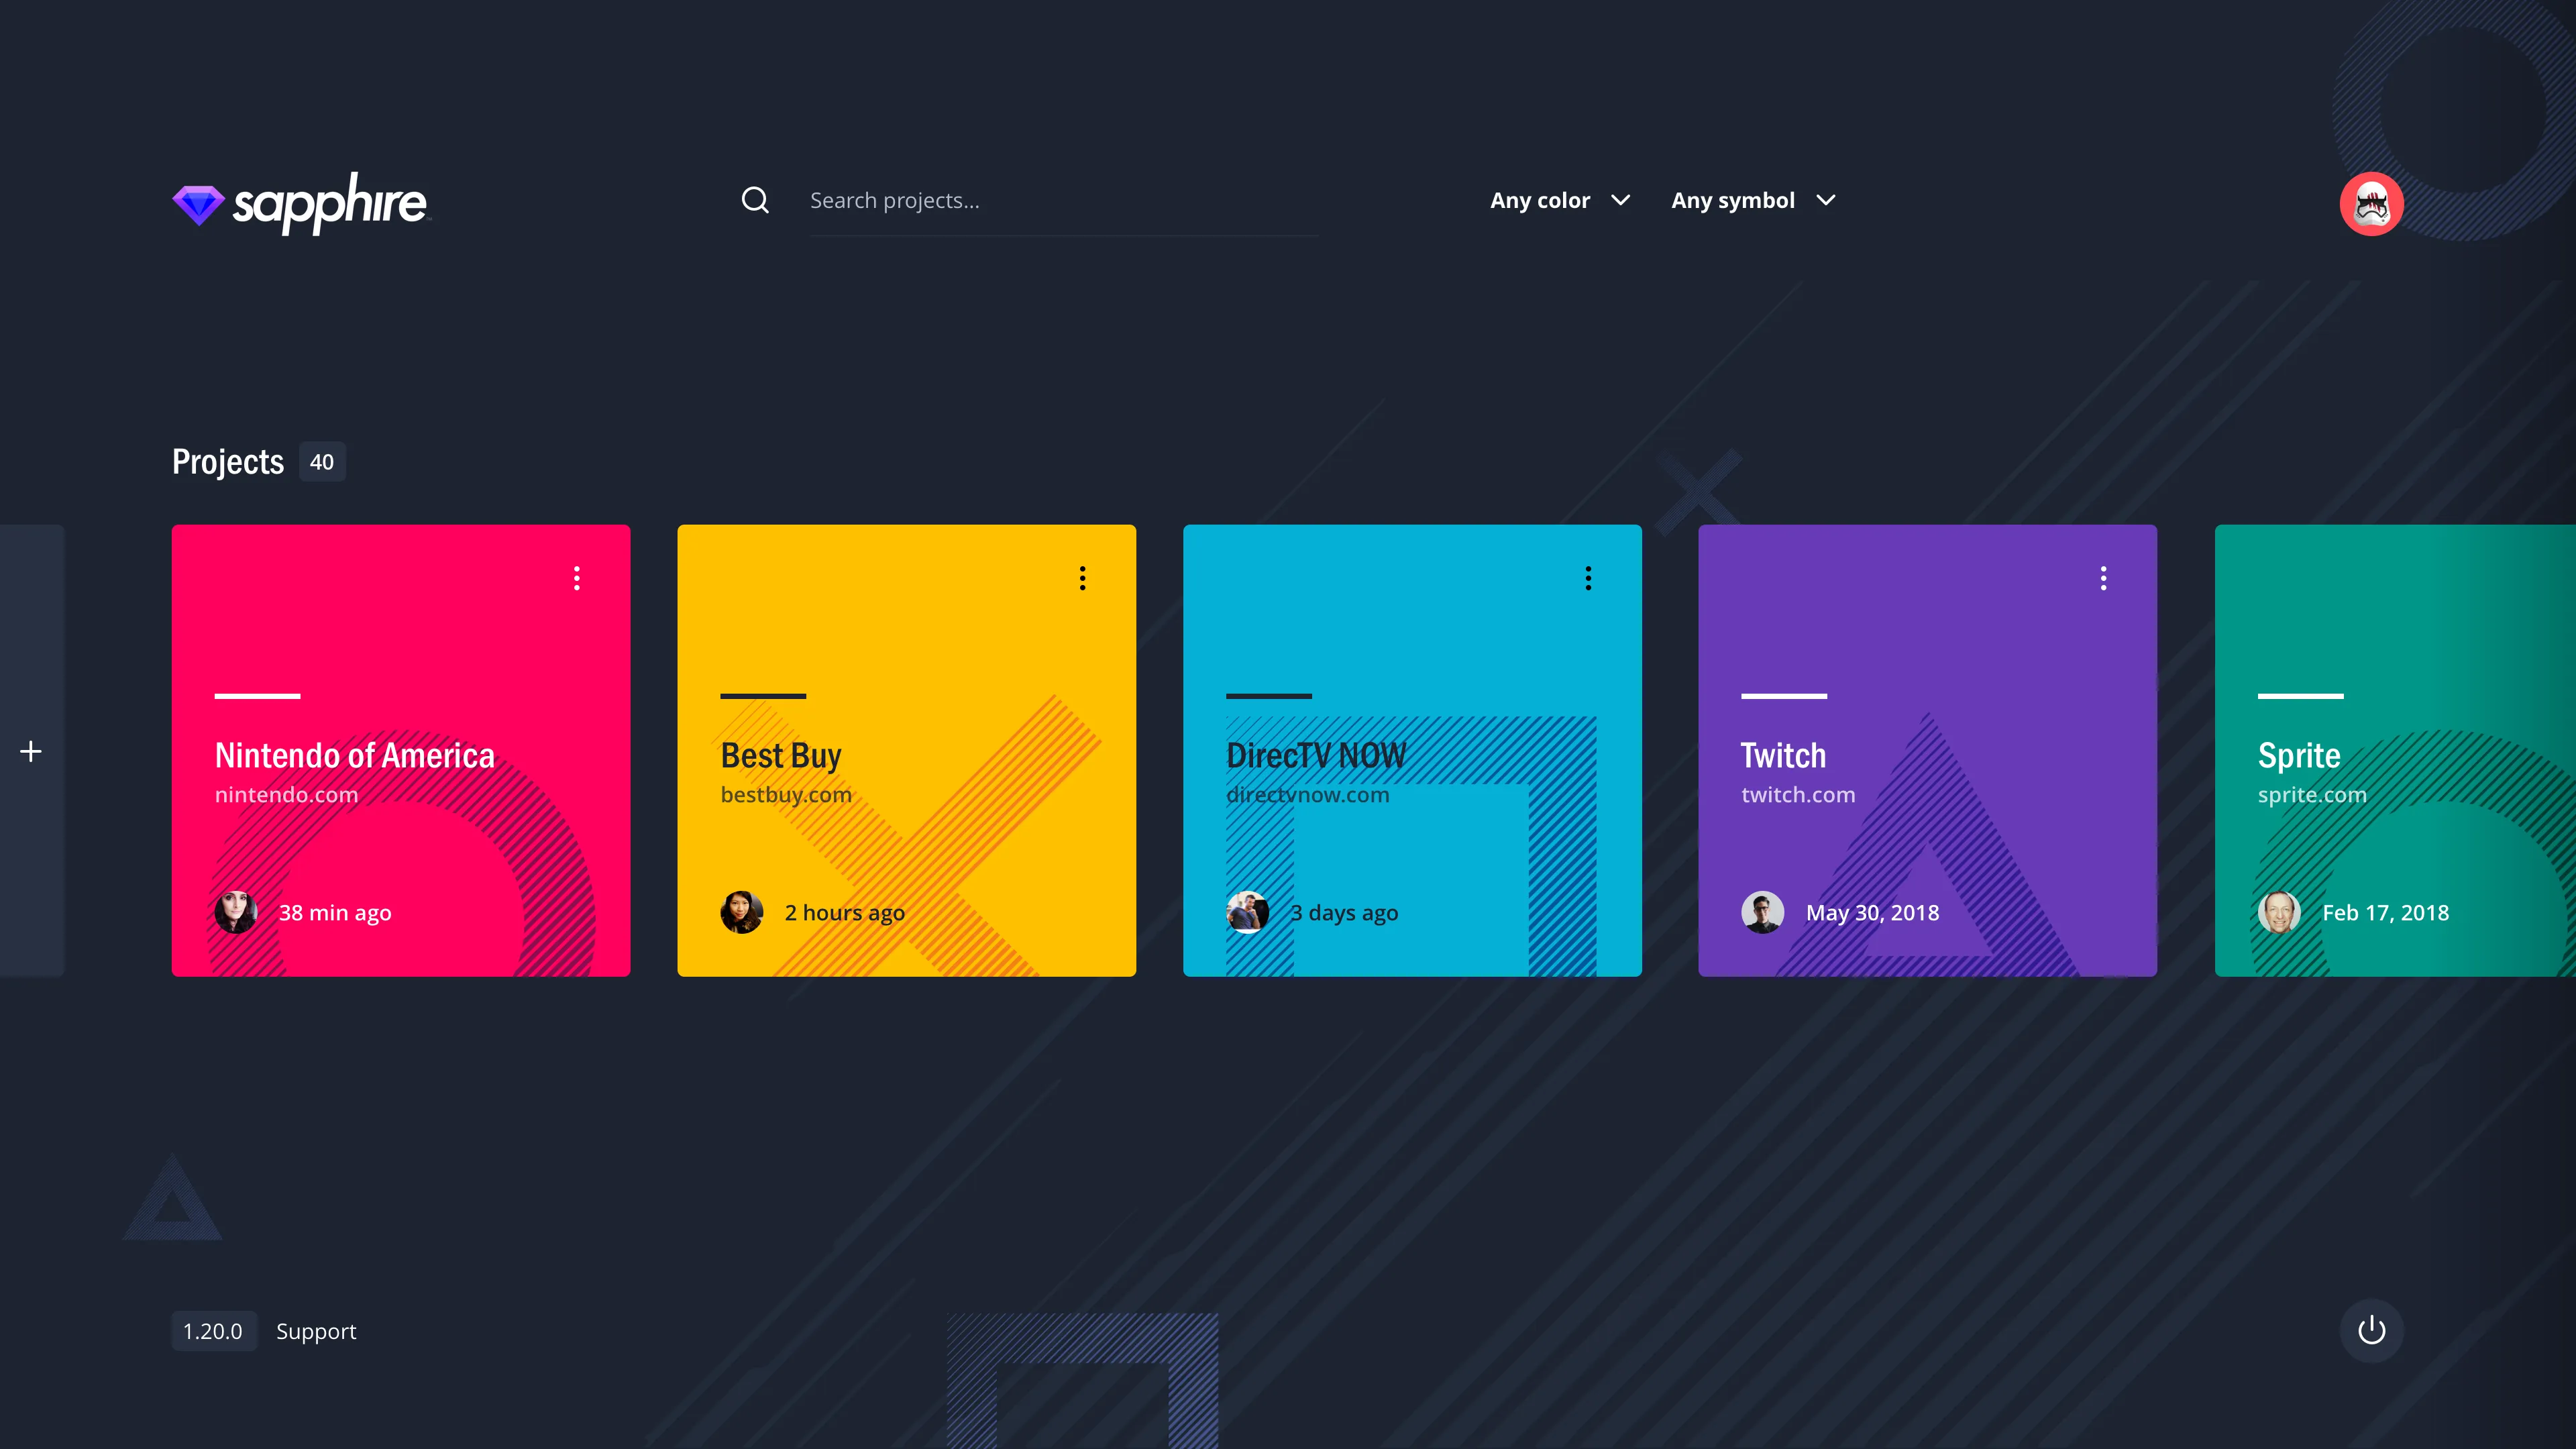 sapphire
Search projects...
Any color
Any symbol
Projects 40
Nintendo of America
nintendo.com
38 min ago
Best Buy
bestbuy.com
2 hours ago
DirecTV NOW
directvnow.com
3 days ago
Twitch
twitch.com
May 30, 2018
Sprite
sprite.com
Feb 17, 2018
1.20.0 Support